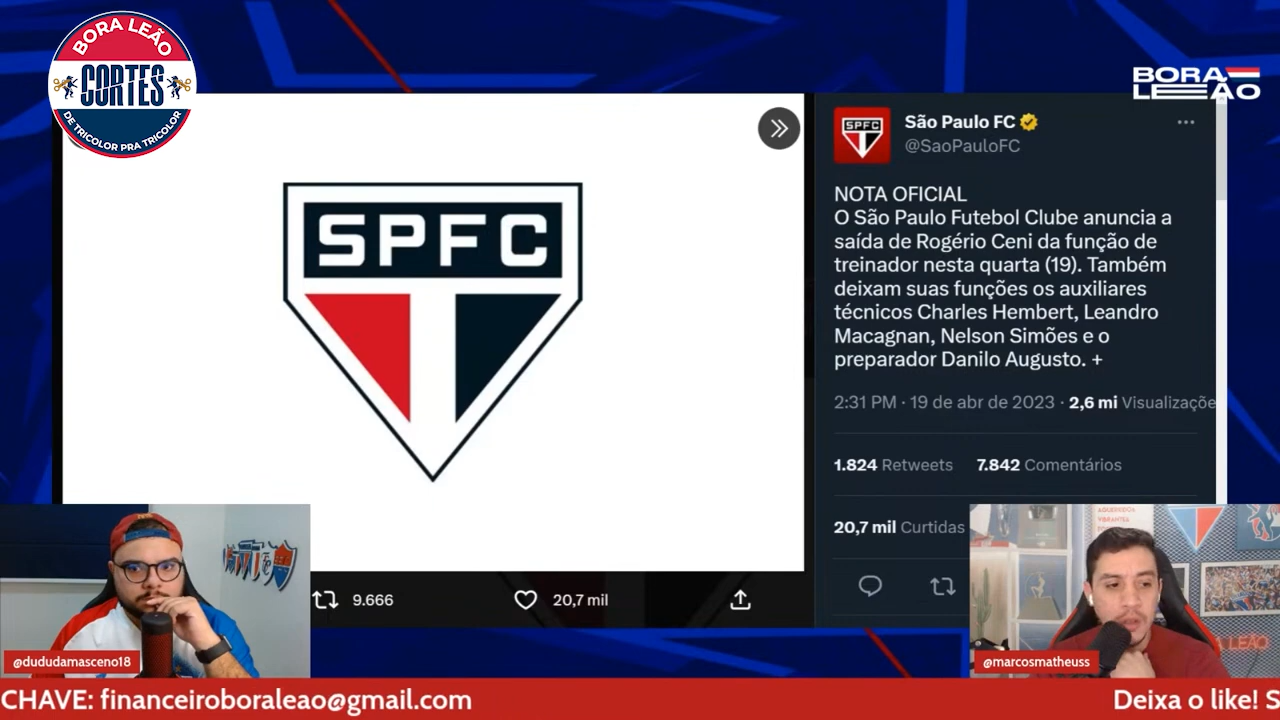 BORA LEÃO
CORTES
DE TRICOLOR PRA TRICOLOR
BORA
LEÃO
SPFC
SPFC
São Paulo FC
@SaoPauloFC
NOTA OFICIAL
O São Paulo Futebol Clube anuncia a
saída de Rogério Ceni da função de
treinador nesta quarta (19). Também
deixam suas funções os auxiliares
técnicos Charles Hembert, Leandro
Macagnan, Nelson Simões e o
preparador Danilo Augusto. +
2:31 PM · 19 de abr de 2023 · 2,6 mi Visualizaçõe
1.824 Retweets 7.842 Comentários
20,7 mil Curtidas
9.666 20,7 mil
@dududamasceno18
AGUERRIDOS
VIBRANTES
LEÃO
@marcosmatheuss
CHAVE: financeiroboraleao@gmail.com
Deixa o like! S